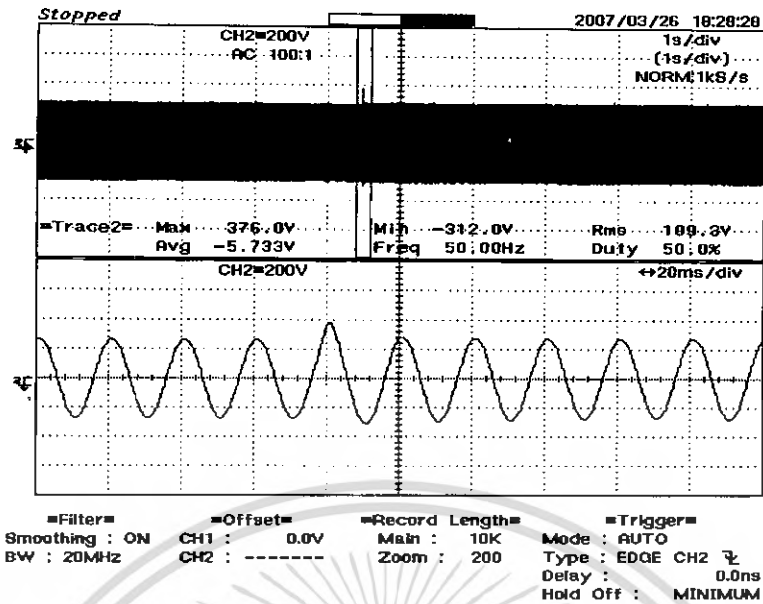 Stopped 2007/03/26 18:28:28
CH2=200V 1s/div
AC 100:1 (1s/div)
NORM:1kS/s
=Trace2= Max 376.0V Min -312.0V Rms 189.3V
Avg -5.733V Freq 50.00Hz Duty 50.0%
CH2=200V ↔20ms/div
=Filter= =Offset= =Record Length= =Trigger=
Smoothing : ON CH1 : 0.0V Main : 10K Mode : AUTO
BW : 20MHz CH2 : -------- Zoom : 200 Type : EDGE CH2
Delay : 0.0ns
Hold Off : MINIMUM